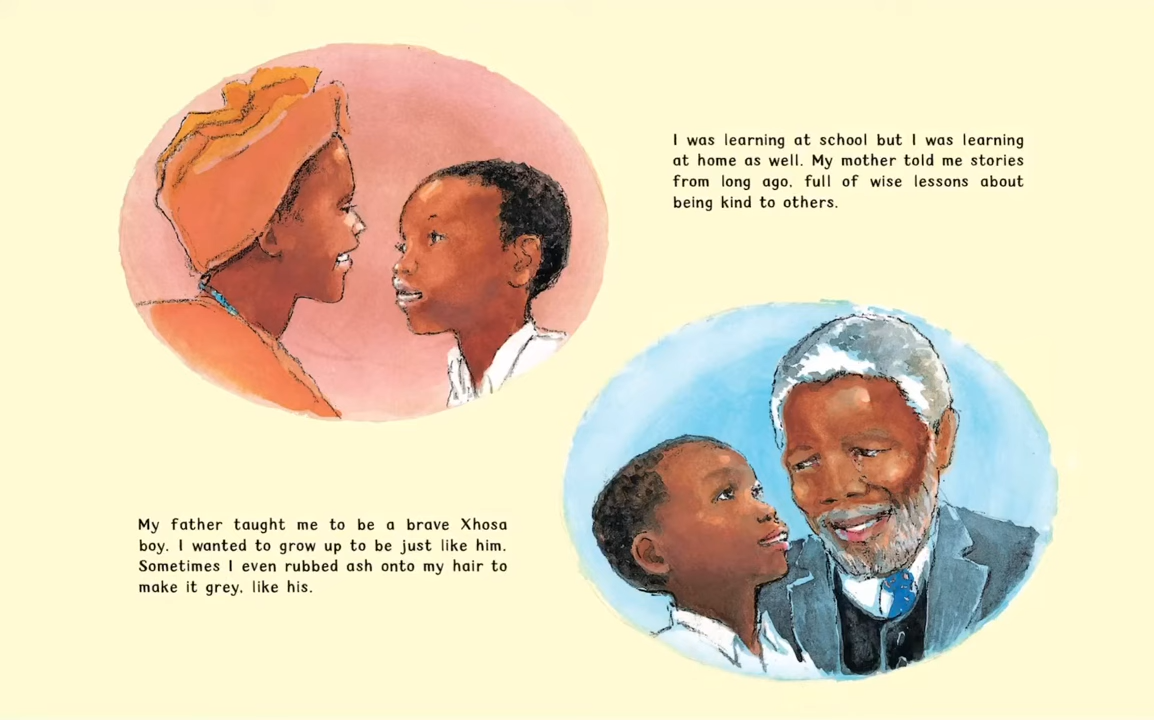 I was learning at school but I was learning
at home as well. My mother told me stories
from long ago, full of wise lessons about
being kind to others.
My father taught me to be a brave Xhosa
boy. I wanted to grow up to be just like him.
Sometimes I even rubbed ash onto my hair to
make it grey, like his.